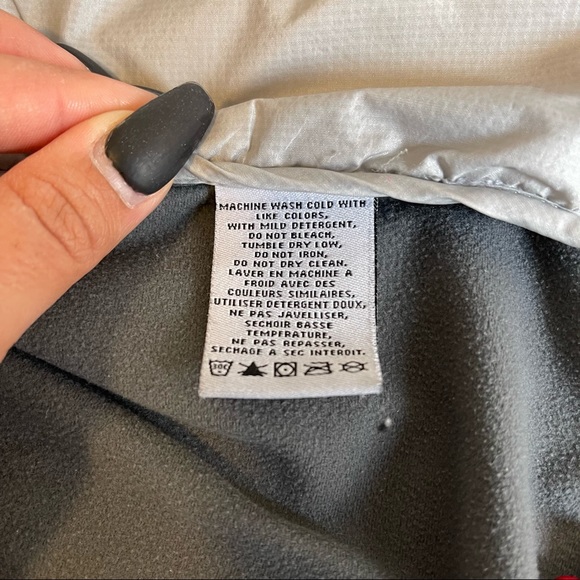 MACHINE WASH COLD WITH
LIKE COLORS,
WITH MILD DETERGENT,
DO NOT BLEACH,
TUMBLE DRY LOW,
DO NOT IRON,
DO NOT DRY CLEAN.
LAVER EN MACHINE A
FROID AVEC DES
COULEURS SIMILAIRES,
UTILISER DETERGENT DOUX,
NE PAS JAVELLISER,
SECHOIR BASSE
TEMPERATURE,
NE PAS REPASSER,
SECHAGE A SEC INTERDIT.
30C